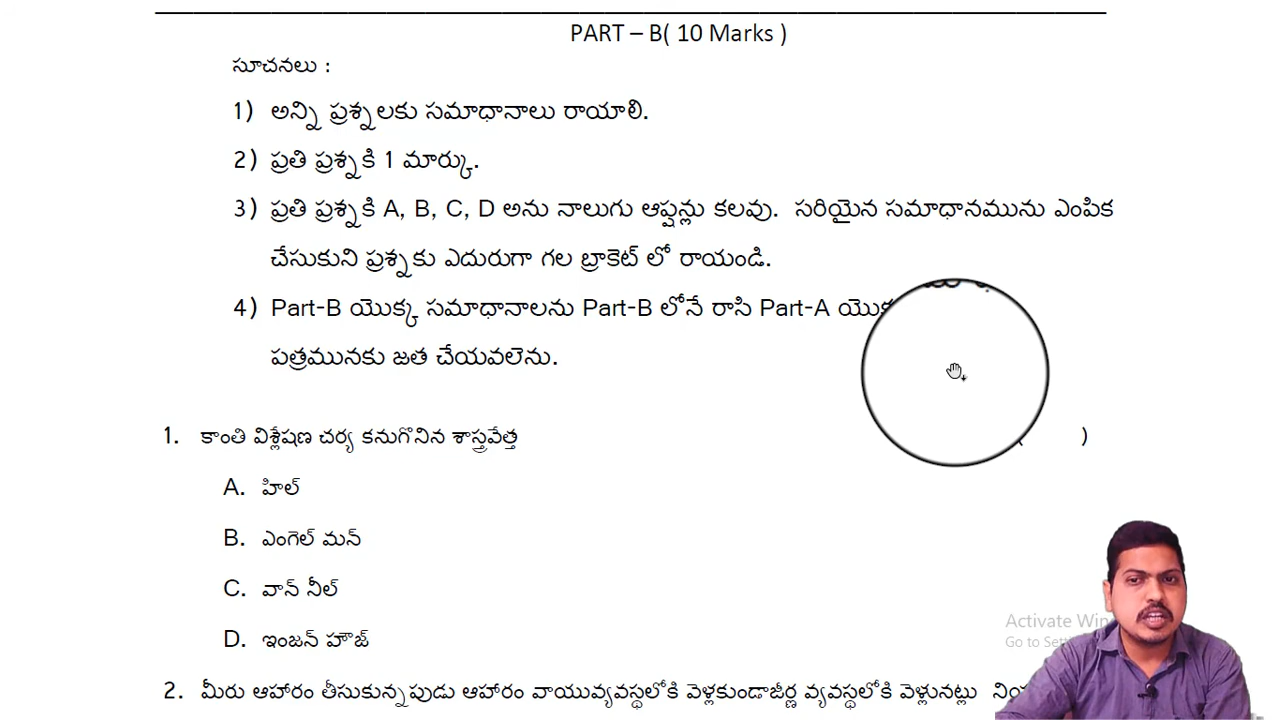 PART – B( 10 Marks )
సూచనలు :
1) అన్ని ప్రశ్నలకు సమాధానాలు రాయాలి.
2) ప్రతి ప్రశ్నకి 1 మార్కు.
3) ప్రతి ప్రశ్నకి A, B, C, D అను నాలుగు ఆప్షన్లు కలవు. సరియైన సమాధానమును ఎంపిక
చేసుకుని ప్రశ్నకు ఎదురుగా గల బ్రాకెట్ లో రాయండి.
4) Part-B యొక్క సమాధానాలను Part-B లోనే రాసి Part-A యొక్క
పత్రమునకు జత చేయవలెను.
1. కాంతి విశ్లేషణ చర్య కనుగొనిన శాస్త్రవేత్త ( )
A. హిల్
B. ఎంగెల్ మన్
C. వాన్ నీల్
D. ఇంజన్ హౌజ్
Activate Win
Go to Set
2. మీరు ఆహారం తీసుకున్నపుడు ఆహారం వాయువ్యవస్థలోకి వెళ్లకుండాజీర్ణ వ్యవస్థలోకి వెళ్లునట్లు